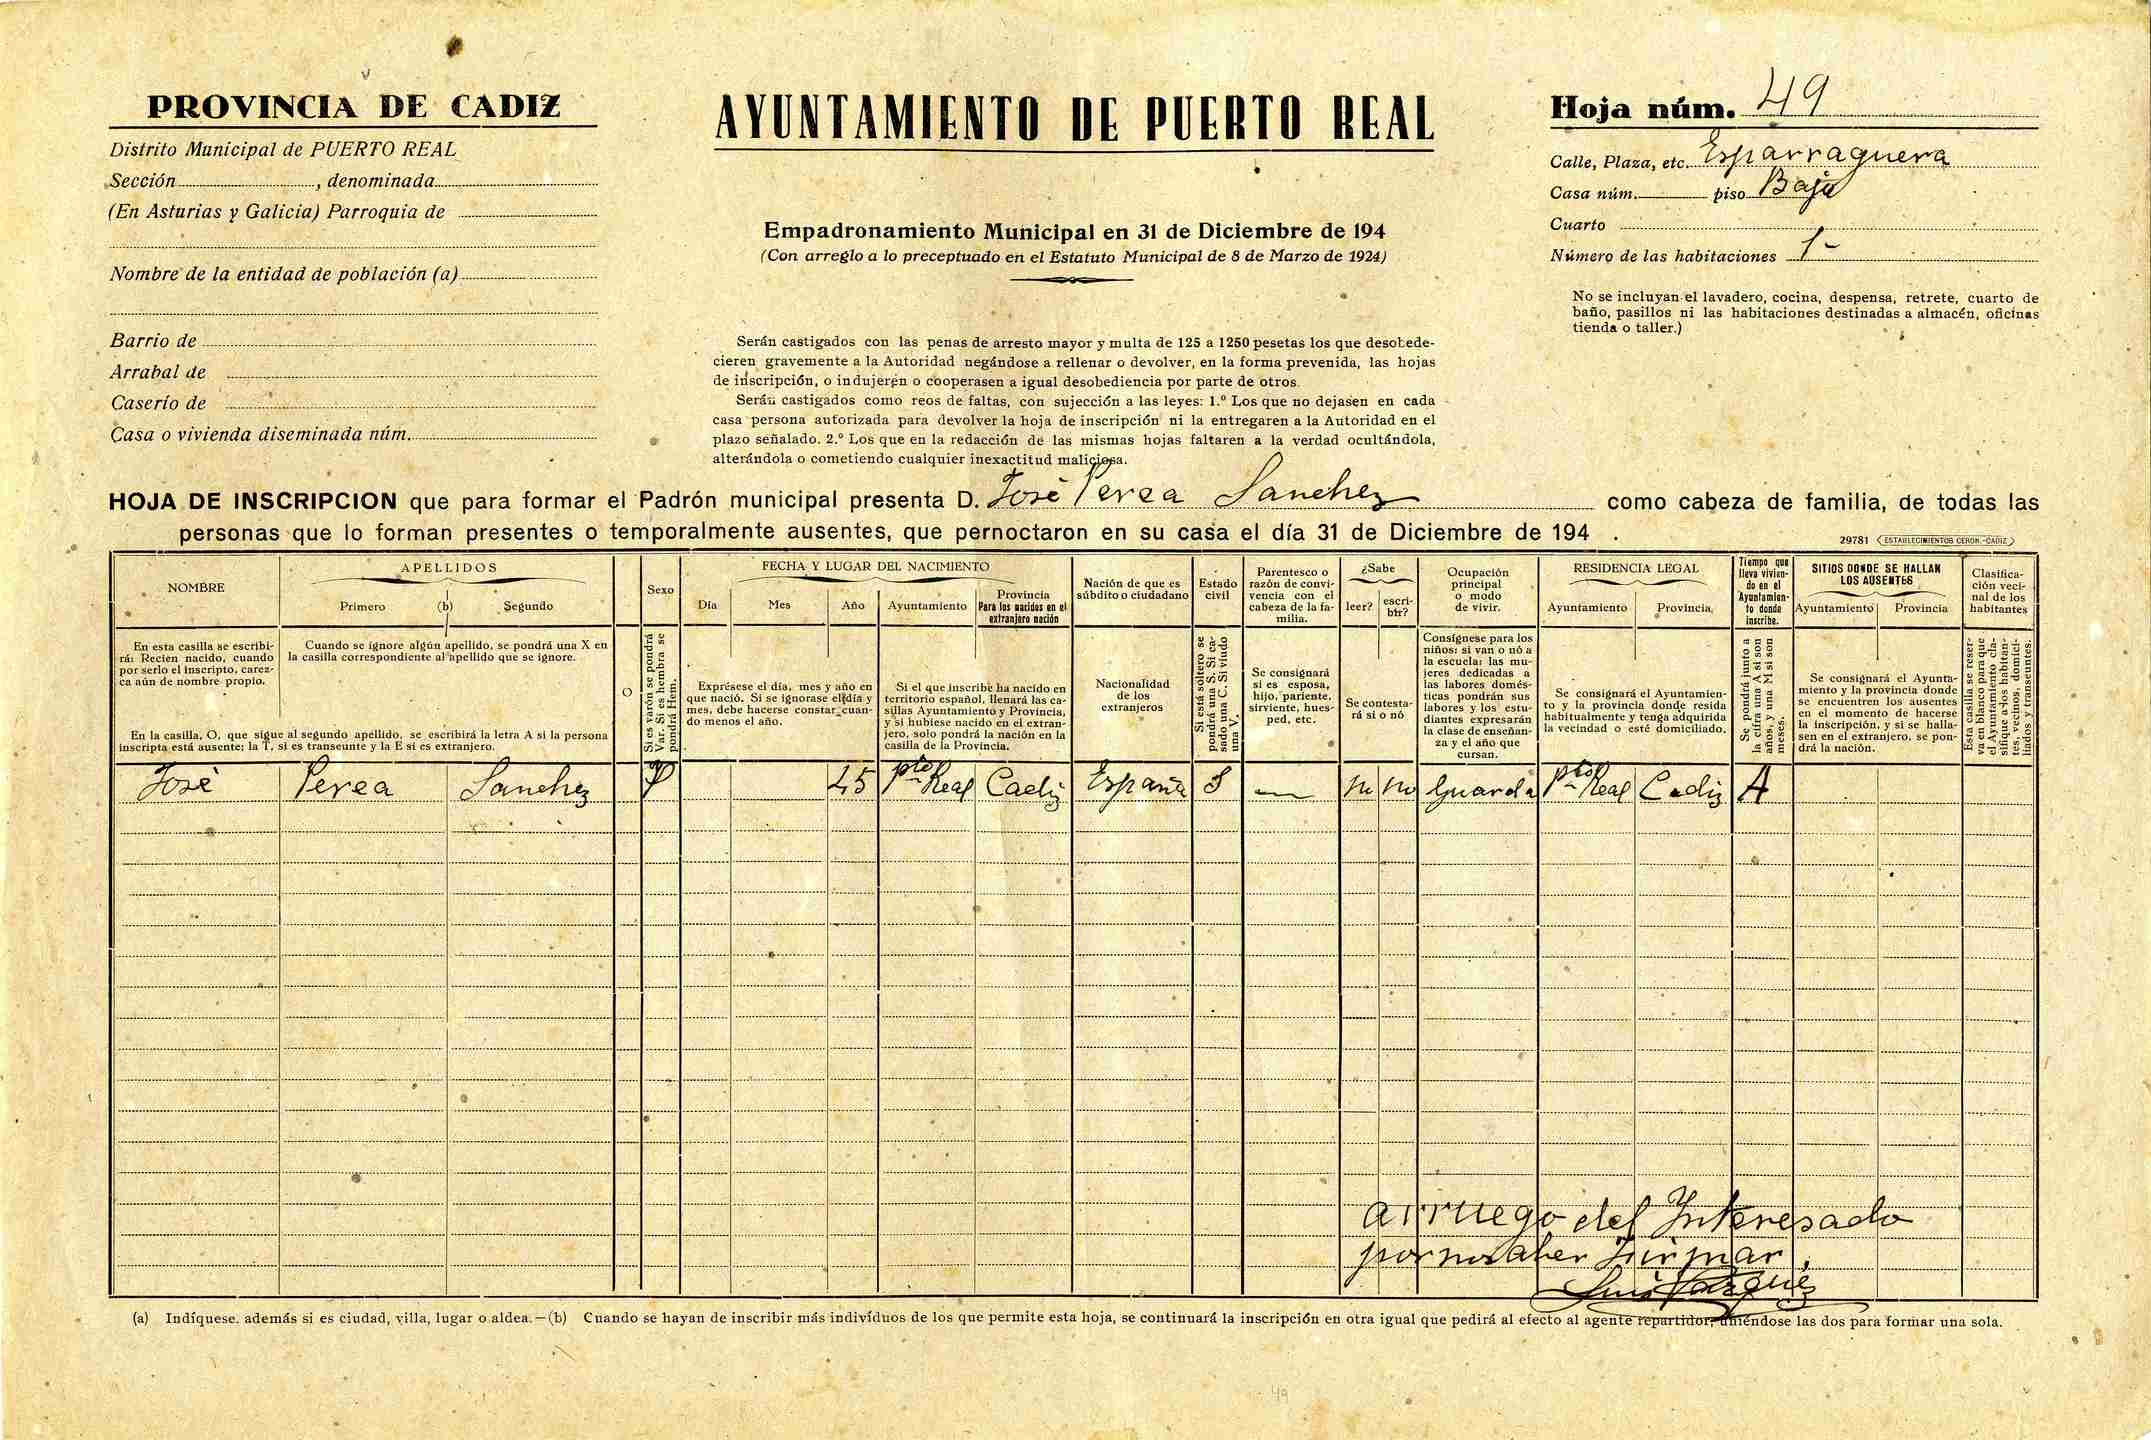 PROVINCIA DE CADIZ
Distrito Municipal de PUERTO REAL
Sección , denominada
(En Asturias y Galicia) Parroquia de
Nombre de la entidad de población (a)
Barrio de
Arrabal de
Caserío de
Casa o vivienda diseminada núm.
AYUNTAMIENTO DE PUERTO REAL
Empadronamiento Municipal en 31 de Diciembre de 194
(Con arreglo a lo preceptuado en el Estatuto Municipal de 8 de Marzo de 1924)
Serán castigados con las penas de arresto mayor y multa de 125 a 1250 pesetas los que desobede-
cieren gravemente a la Autoridad negándose a rellenar o devolver, en la forma prevenida, las hojas
de inscripción, o indujerén o cooperasen a igual desobediencia por parte de otros.
Serán castigados como reos de faltas, con sujección a las leyes: 1.º Los que no dejasen en cada
casa persona autorizada para devolver la hoja de inscripción ni la entregaren a la Autoridad en el
plazo señalado. 2.º Los que en la redacción de las mismas hojas faltaren a la verdad ocultándola,
alterándola o cometiendo cualquier inexactitud maliciosa.
Hoja núm. 49
Calle, Plaza, etc. Esparraguera
Casa núm. piso Bajo
Cuarto
Número de las habitaciones 1-
No se incluyan el lavadero, cocina, despensa, retrete, cuarto de
baño, pasillos ni las habitaciones destinadas a almacén, oficinas
tienda o taller.)
HOJA DE INSCRIPCION que para formar el Padrón municipal presenta D. José Perea Sanchez como cabeza de familia, de todas las
personas que lo forman presentes o temporalmente ausentes, que pernoctaron en su casa el día 31 de Diciembre de 194 .
29781 ESTABLECIMIENTOS CERON.-CADIZ
NOMBRE
En esta casilla se escribi-
rá: Recien nacido, cuando
por serlo el inscripto, carez-
ca aún de nombre propio.
APELLIDOS
Primero (b) Segundo
Cuando se ignore algún apellido, se pondrá una X en
la casilla correspondiente al apellido que se ignore.
En la casilla, O, que sigue al segundo apellido, se escribirá la letra A si la persona
inscripta está ausente; la T, si es transeunte y la E si es extranjero.
O
Sexo
Si es varón se pondrá
Var. Si es hembra se
pondrá Hem.
FECHA Y LUGAR DEL NACIMIENTO
Día Mes Año Ayuntamiento
Provincia
Para los nacidos en el
extranjero nación
Exprésese el día, mes y año en
que nació. Si se ignorase el día y
mes, debe hacerse constar cuan-
do menos el año.
Si el que inscribe ha nacido en
territorio español, llenará las ca-
sillas Ayuntamiento y Provincia,
y si hubiese nacido en el extran-
jero, solo pondrá la nación en la
casilla de la Provincia.
Nación de que es
súbdito o ciudadano
Nacionalidad
de los
extranjeros
Estado
civil
Si está soltero se
pondrá una S. Si ca-
sado una C. Si viudo
una V.
Parentesco o
razón de convi-
vencia con el
cabeza de la fa-
milia.
Se consignará
si es esposa,
hijo, pariente,
sirviente, hues-
ped, etc.
¿Sabe
leer? escri-
bir?
Se contesta-
rá si o nó
Ocupación
principal
o modo
de vivir.
Consígnese para los
niños: si van o nó a
la escuela: las mu-
jeres dedicadas a
las labores domés-
ticas pondrán sus
labores y los estu-
diantes expresarán
la clase de enseñan-
za y el año que
cursan.
RESIDENCIA LEGAL
Ayuntamiento Provincia
Se consignará el Ayuntamien-
to y la provincia donde resida
habitualmente y tenga adquirida
la vecindad o esté domiciliado.
Tiempo que
lleva vivien-
do en el
Ayuntamien-
to donde
inscribe.
Se pondrá junto a
la cifra una A si son
años, y una M si son
meses.
SITIOS DONDE SE HALLAN
LOS AUSENTES
Ayuntamiento Provincia
Se consignará el Ayunta-
miento y la provincia donde
se encuentren los ausentes
en el momento de hacerse
la inscripción, y si se halla-
sen en el extranjero, se pon-
drá la nación.
Clasifica-
ción veci-
nal de los
habitantes
Esta casilla se reser-
va en blanco para que
el Ayuntamiento cla-
sifique a los habitan-
tes, vecinos, domici-
liados y transeuntes.
José Perea Sanchez 45 Pto Real Cadiz España S — no no Guarda Pto Real Cadiz A
arruego del Interesado
por no saber Firmar,
Luis Vazquez
(a) Indíquese. además si es ciudad, villa, lugar o aldea.—(b) Cuando se hayan de inscribir más indivíduos de los que permite esta hoja, se continuará la inscripción en otra igual que pedirá al efecto al agente repartidor, uniéndose las dos para formar una sola.
49